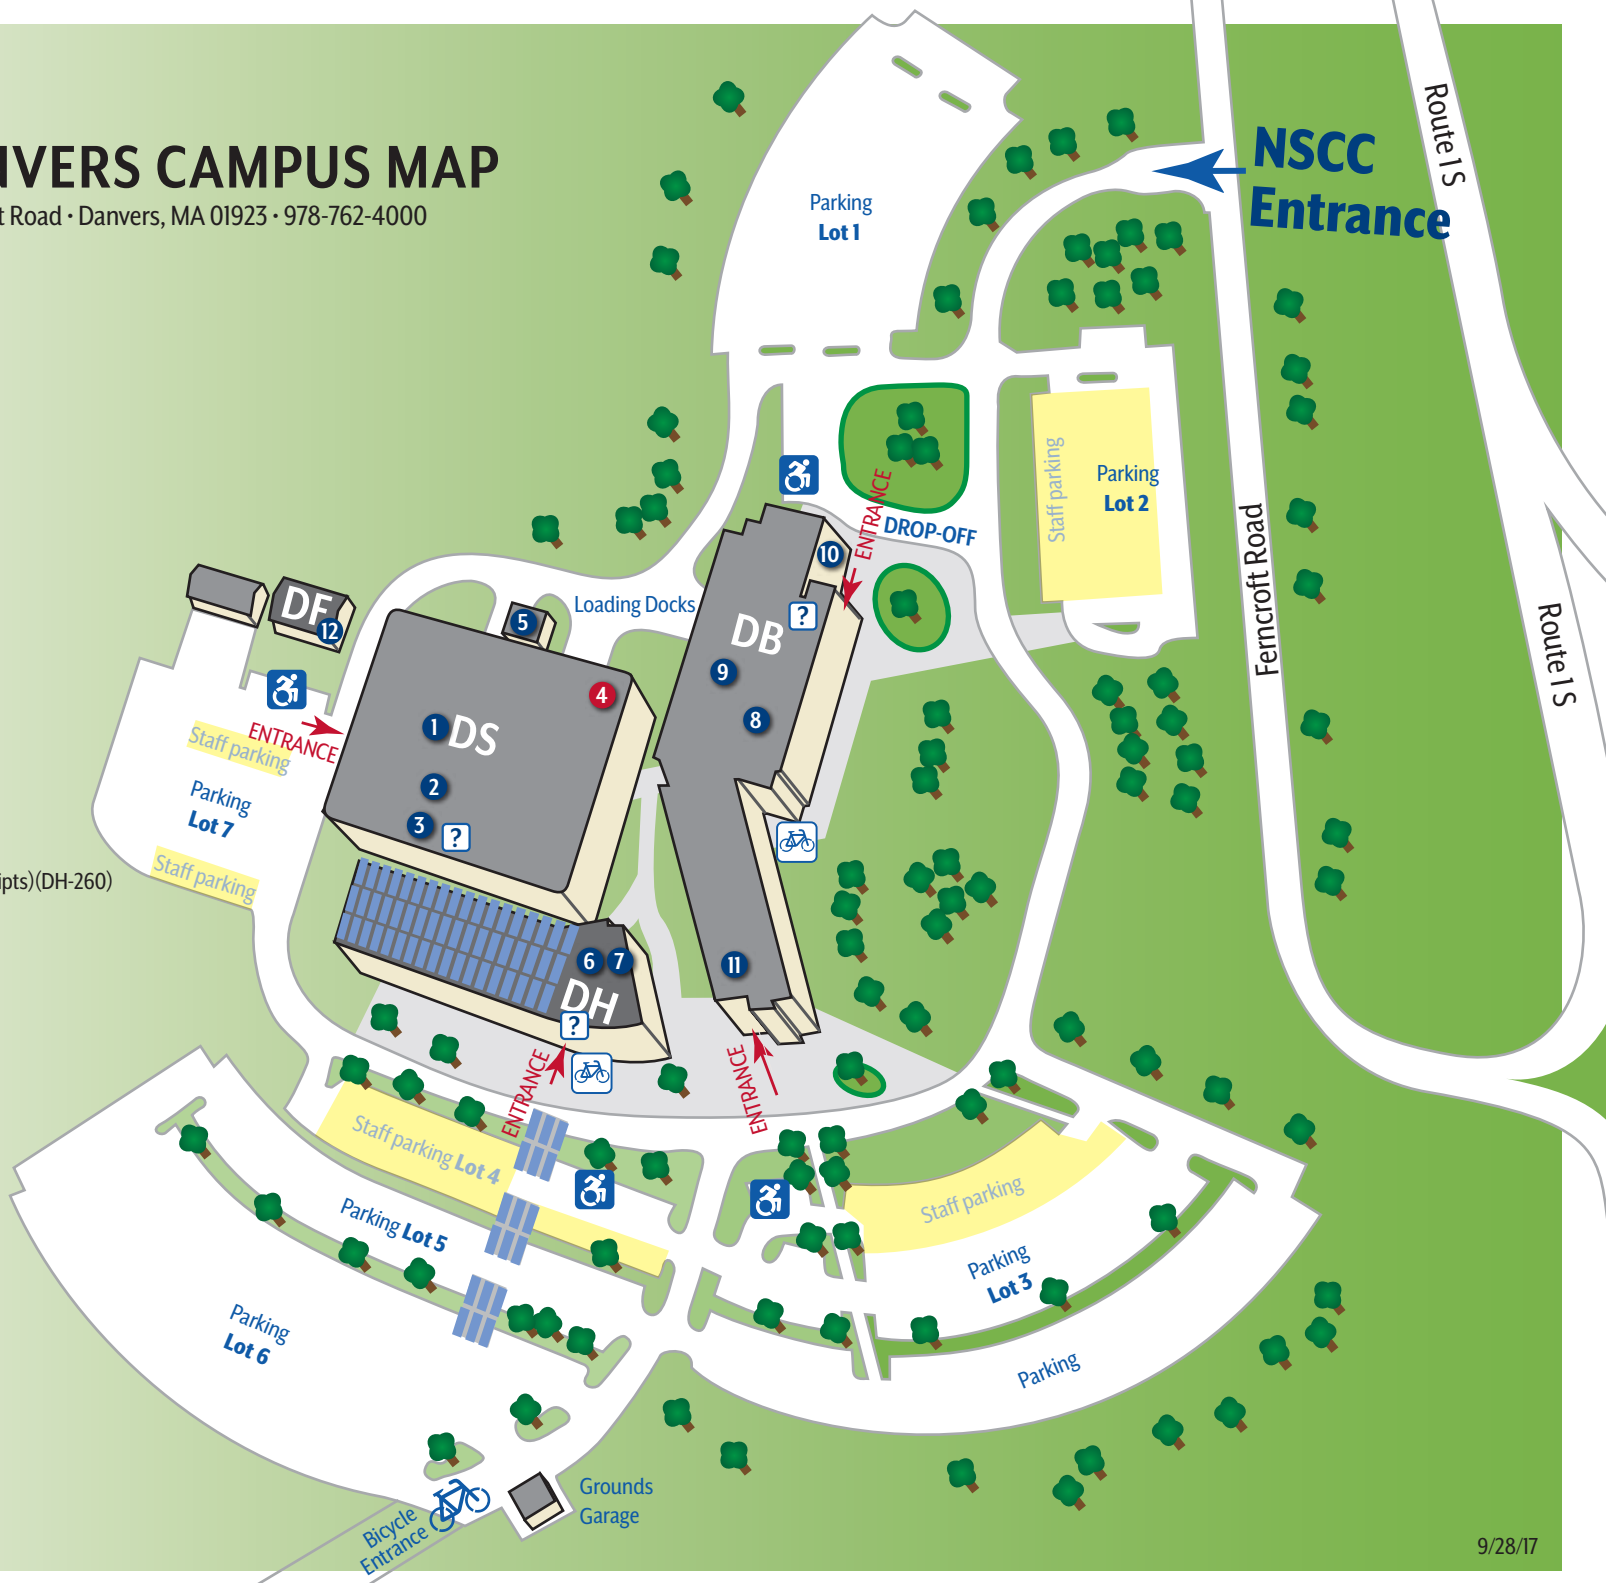 NVERS CAMPUS MAP
t Road • Danvers, MA 01923 • 978-762-4000
NSCC
Entrance
Route 1 S
Parking
Lot 1
Staff parking
Parking
Lot 2
ENTRANCE
DROP-OFF
Ferncroft Road
Route 1 S
10
?
DB
9
8
11
Loading Docks
5
DF
12
4
1
DS
2
3
?
ENTRANCE
Staff parking
Parking
Lot 7
Staff parking
ipts)(DH-260)
6
7
DH
?
ENTRANCE
ENTRANCE
Staff parking Lot 4
Parking Lot 5
Parking
Lot 6
Staff parking
Parking
Lot 3
Parking
Grounds
Garage
Bicycle
Entrance
9/28/17